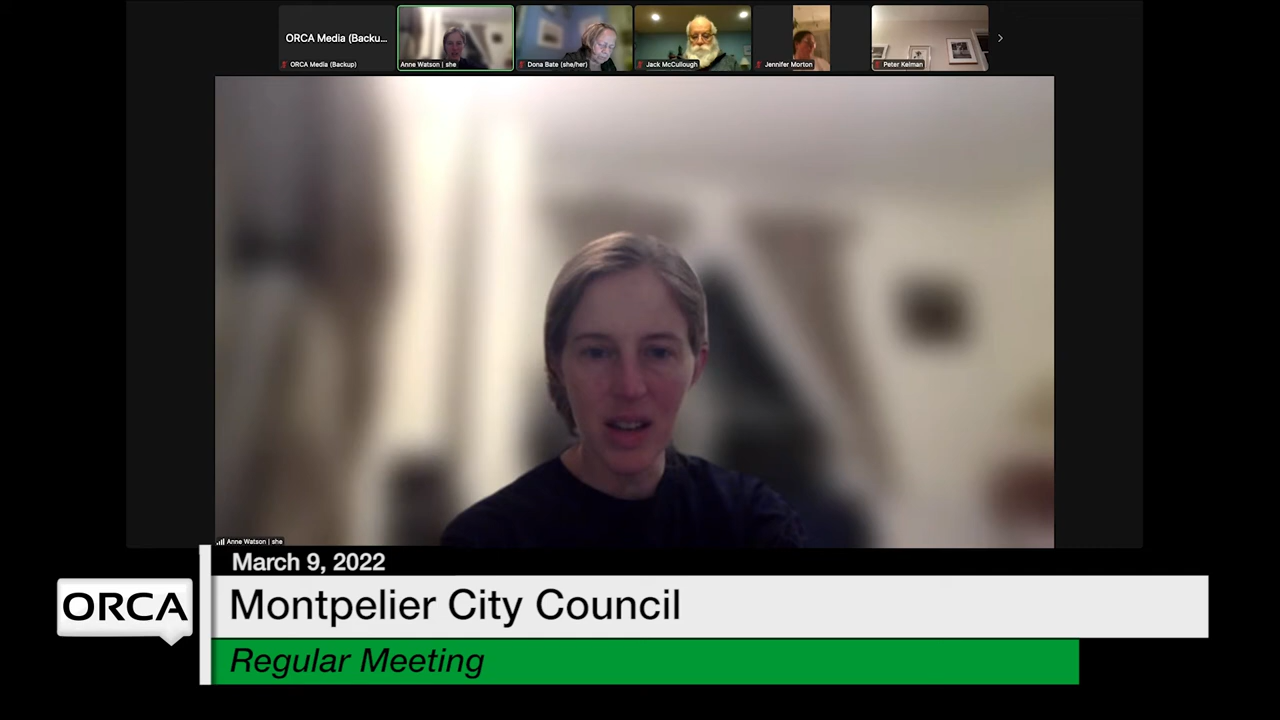 ORCA Media (Backu...
ORCA Media (Backup)
Anne Watson | she
Dona Bate (she/her)
Jack McCullough
Jennifer Morton
Peter Kelman
Anne Watson | she
March 9, 2022
ORCA
Montpelier City Council
Regular Meeting